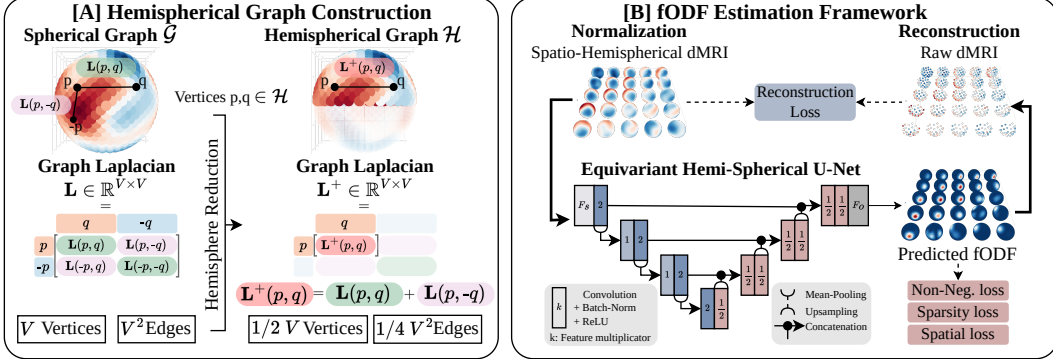 [A] Hemispherical Graph Construction
Spherical Graph 𝒢
L(p, q)
p
q
L(p, -q)
-p
Graph Laplacian
L ∈ ℝ^{V×V}
=
q -q
p L(p, q) L(p, -q)
-p L(-p, q) L(-p, -q)
V Vertices
V² Edges
Vertices p,q ∈ ℋ
Hemisphere Reduction
Hemispherical Graph ℋ
L⁺(p, q)
p
q
Graph Laplacian
L⁺ ∈ ℝ^{V×V}
=
q
p L⁺(p, q)
L⁺(p, q) = L(p, q) + L(p, -q)
1/2 V Vertices
1/4 V² Edges
[B] fODF Estimation Framework
Normalization
Spatio-Hemispherical dMRI
Reconstruction
Loss
Reconstruction
Raw dMRI
Equivariant Hemi-Spherical U-Net
F_S 2
1 2
1 2
2 1/2
1/2 1/2
1/2 1/2
1/2 1/2 F_O
k
Convolution
+ Batch-Norm
+ ReLU
k: Feature multiplicator
Mean-Pooling
Upsampling
Concatenation
Predicted fODF
Non-Neg. loss
Sparsity loss
Spatial loss